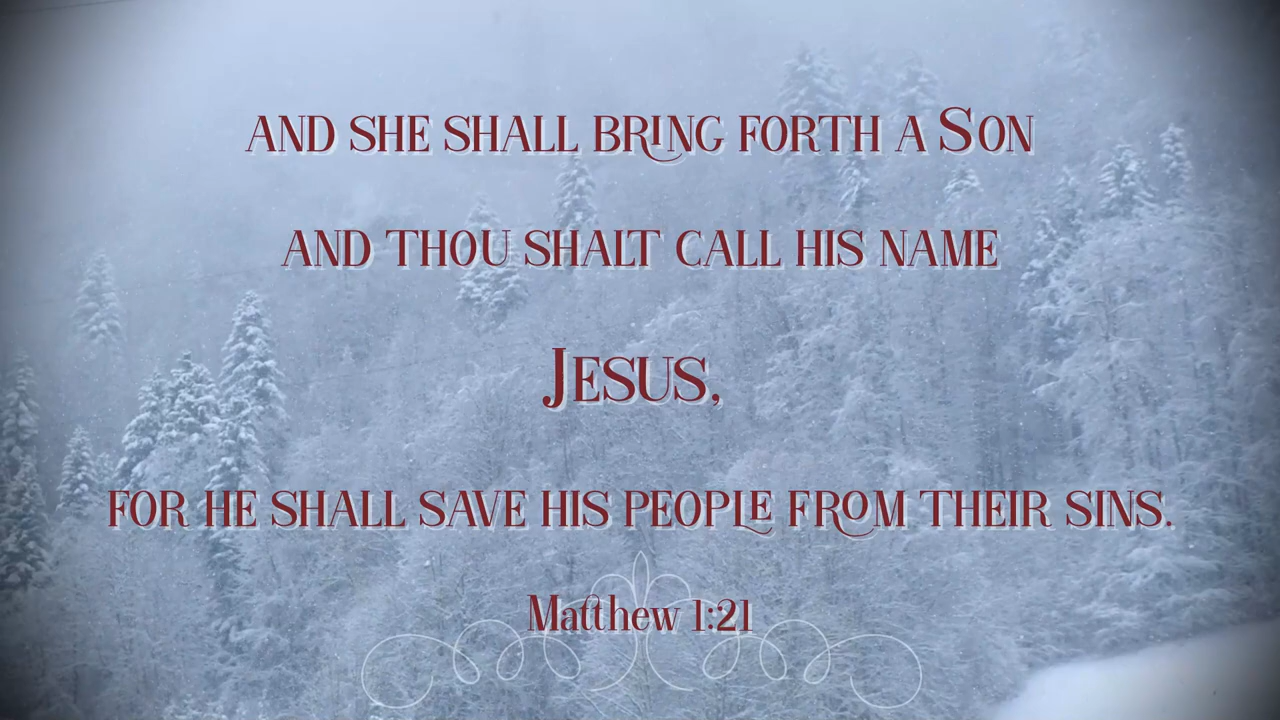 AND SHE SHALL BRING FORTH A SON
AND THOU SHALT CALL HIS NAME
JESUS,
FOR HE SHALL SAVE HIS PEOPLE FROM THEIR SINS.
Matthew 1:21